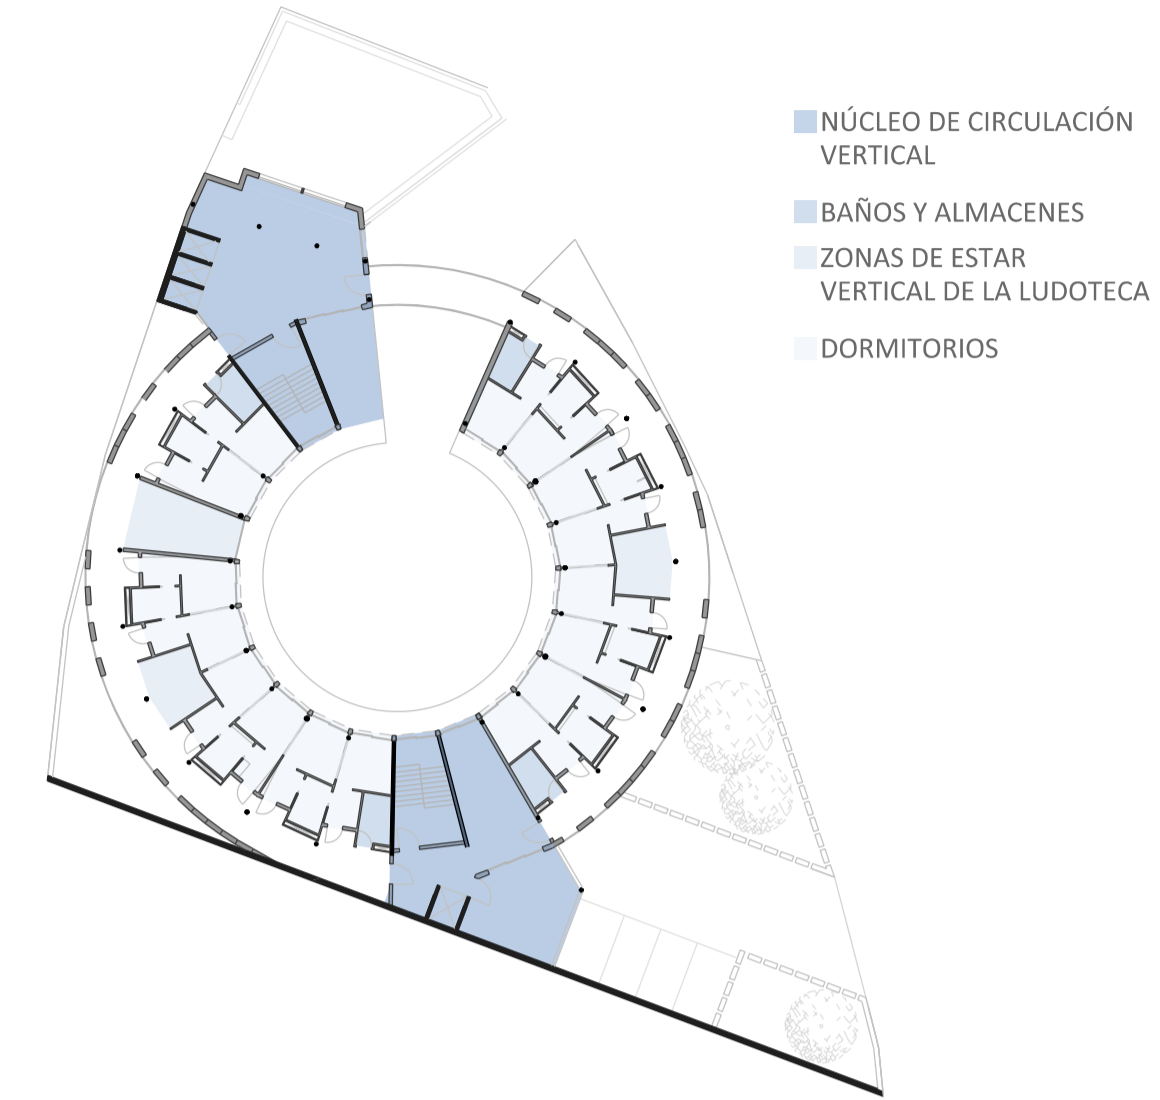 NÚCLEO DE CIRCULACIÓN
VERTICAL
BAÑOS Y ALMACENES
ZONAS DE ESTAR
VERTICAL DE LA LUDOTECA
DORMITORIOS